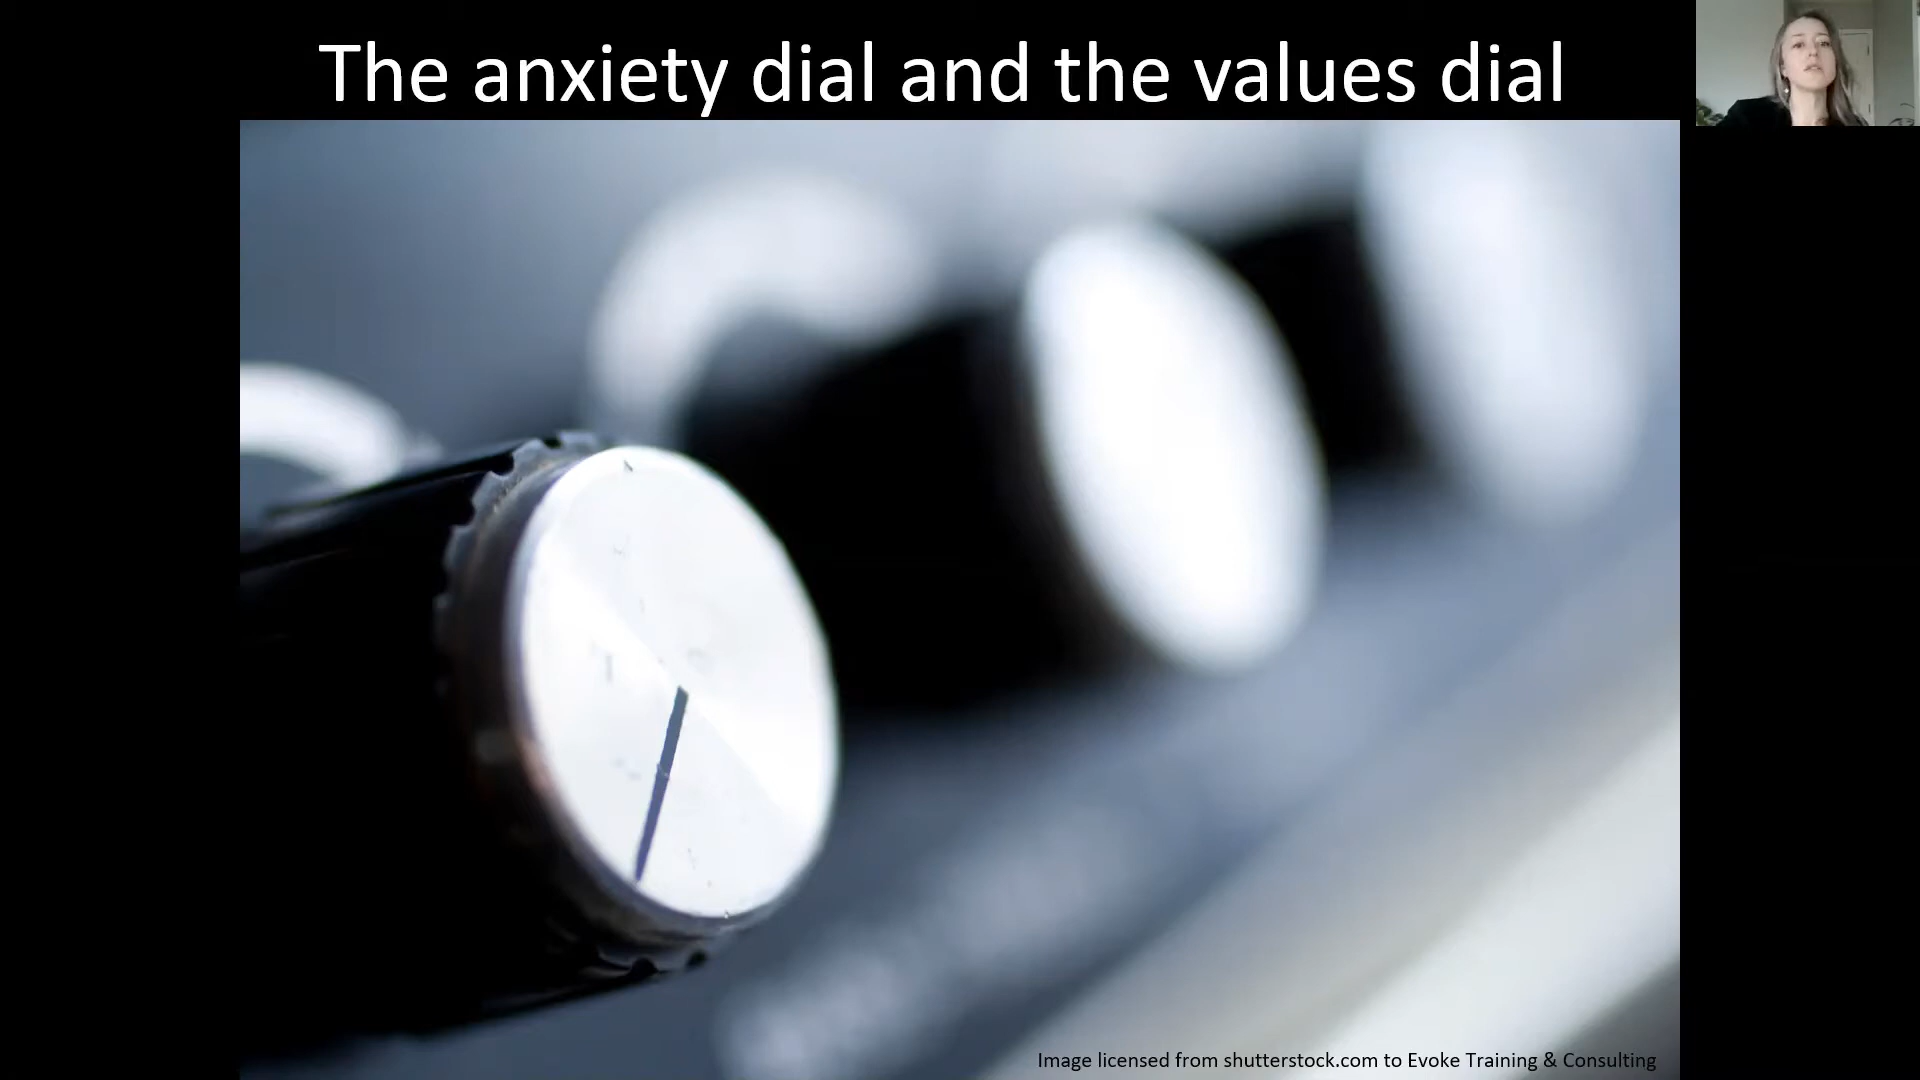 The anxiety dial and the values dial
Image licensed from shutterstock.com to Evoke Training & Consulting